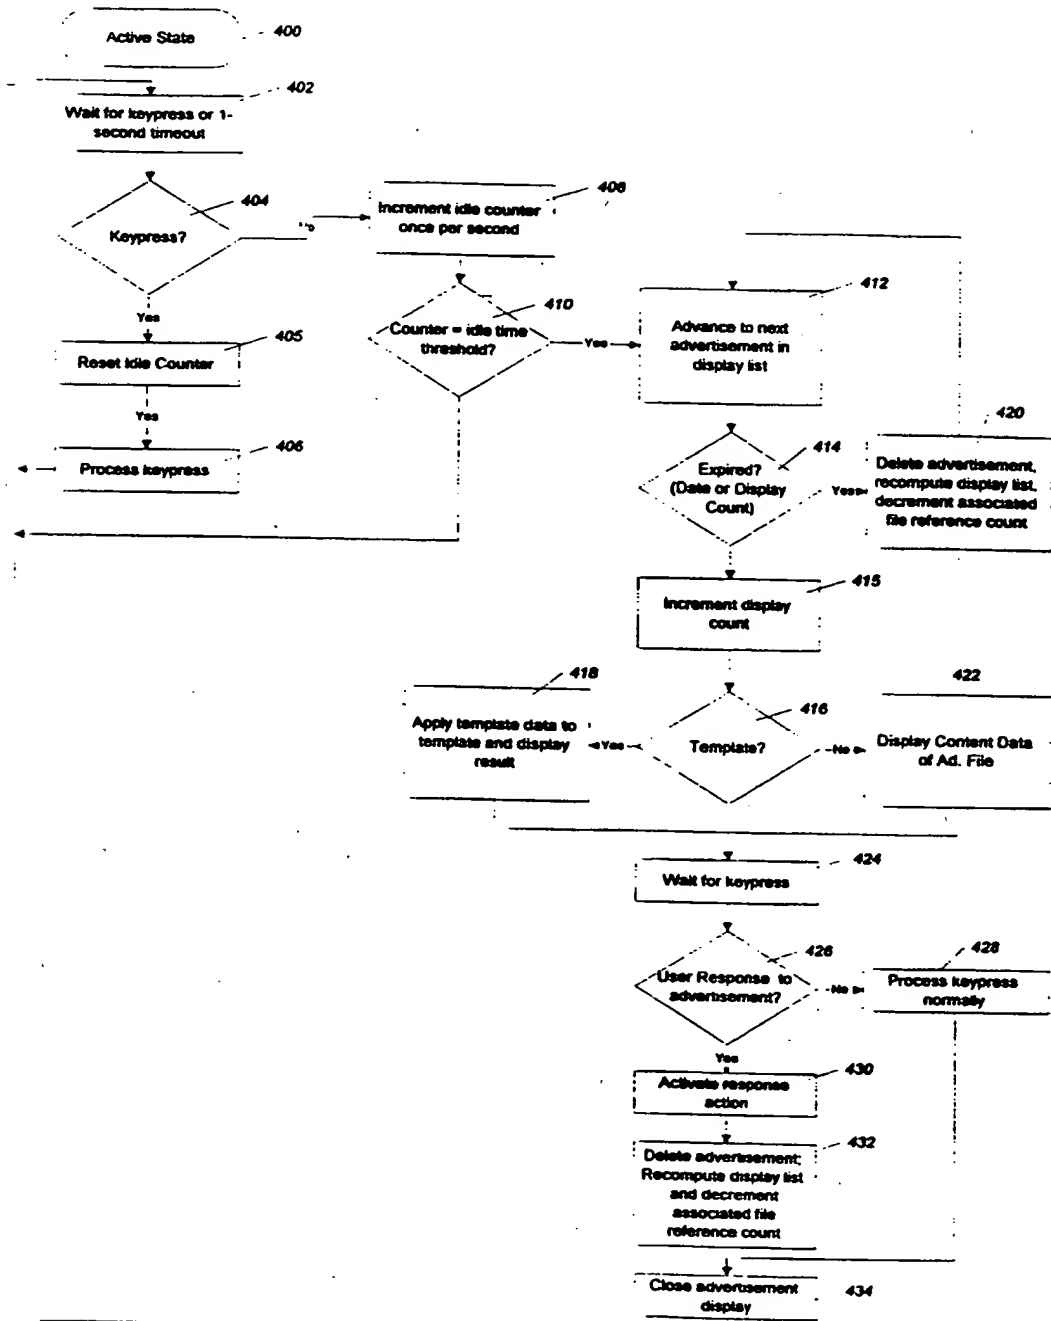 Active State
400
402
Wait for keypress or 1-
second timeout
404
Keypress?
No
408
Increment idle counter
once per second
Yes
405
Reset Idle Counter
Yes
406
Process keypress
410
Counter = idle time
threshold?
Yes
412
Advance to next
advertisement in
display list
414
Expired?
(Date or Display
Count)
Yes
420
Delete advertisement,
recompute display list,
decrement associated
file reference count
415
Increment display
count
416
Template?
Yes
418
Apply template data to
template and display
result
No
422
Display Content Data
of Ad. File
424
Wait for keypress
426
User Response to
advertisement?
No
428
Process keypress
normally
Yes
430
Activate response
action
432
Delete advertisement;
Recompute display list
and decrement
associated file
reference count
434
Close advertisement
display